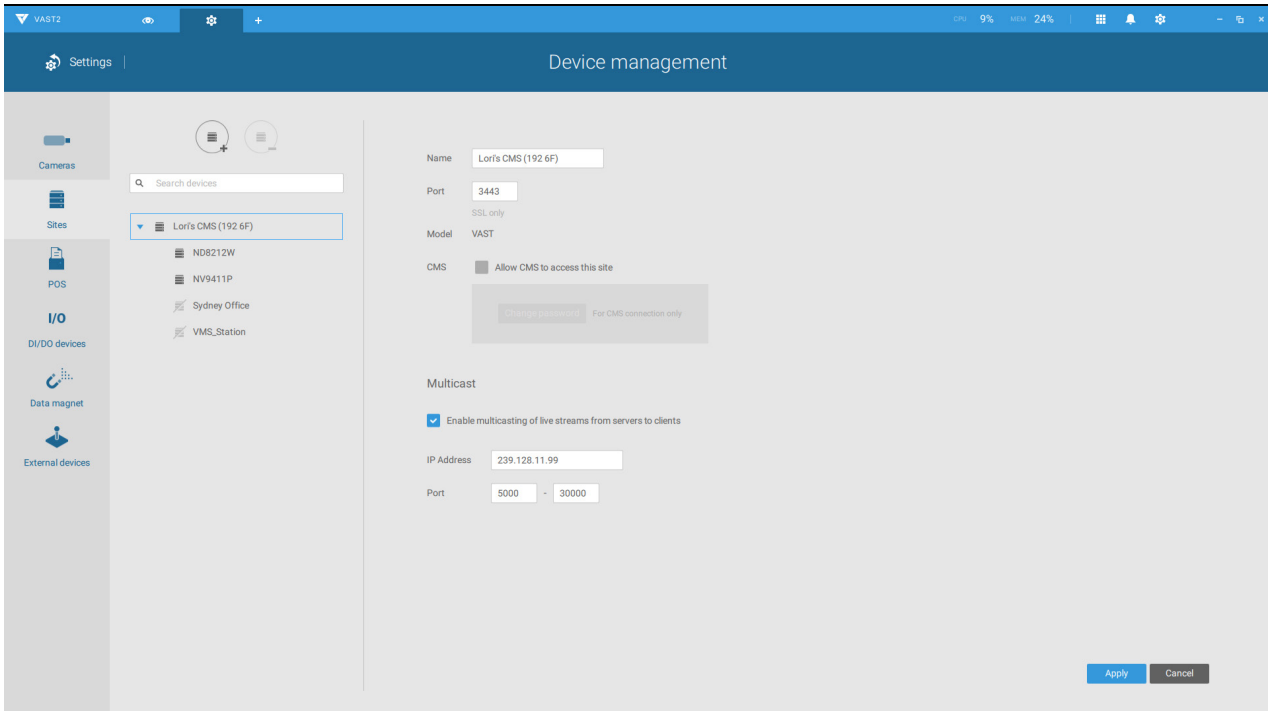 VAST2
CPU 9% MEM 24%
Settings
Device management
Cameras
Sites
POS
I/O
DI/DO devices
Data magnet
External devices
Search devices
Lori's CMS (192 6F)
ND8212W
NV9411P
Sydney Office
VMS_Station
Name Lori's CMS (192 6F)
Port 3443
SSL only
Model VAST
CMS Allow CMS to access this site
Change password For CMS connection only
Multicast
Enable multicasting of live streams from servers to clients
IP Address 239.128.11.99
Port 5000 - 30000
Apply Cancel